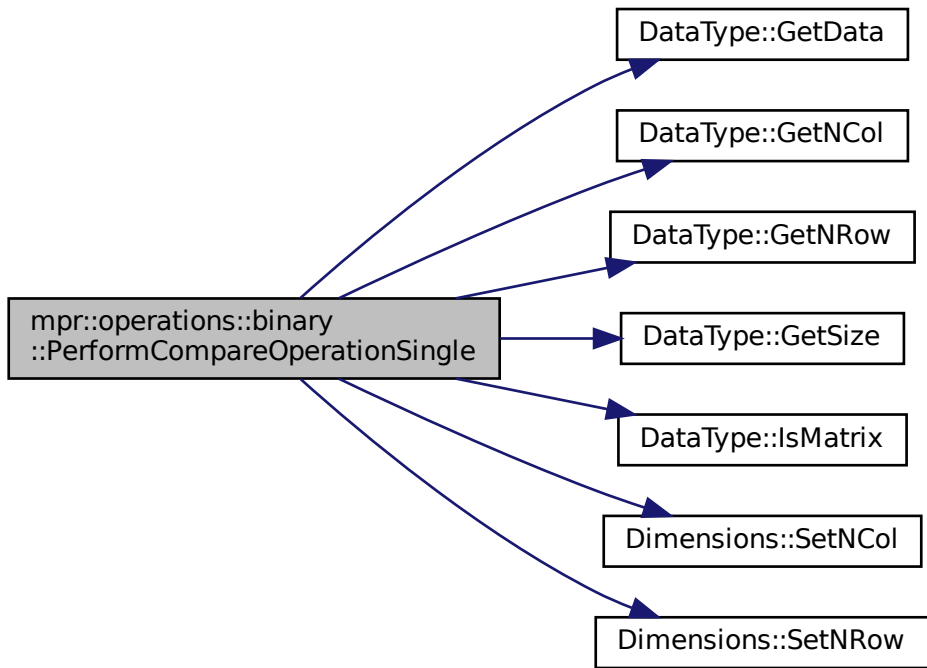 DataType::GetData
DataType::GetNCol
DataType::GetNRow
mpr::operations::binary
::PerformCompareOperationSingle
DataType::GetSize
DataType::IsMatrix
Dimensions::SetNCol
Dimensions::SetNRow